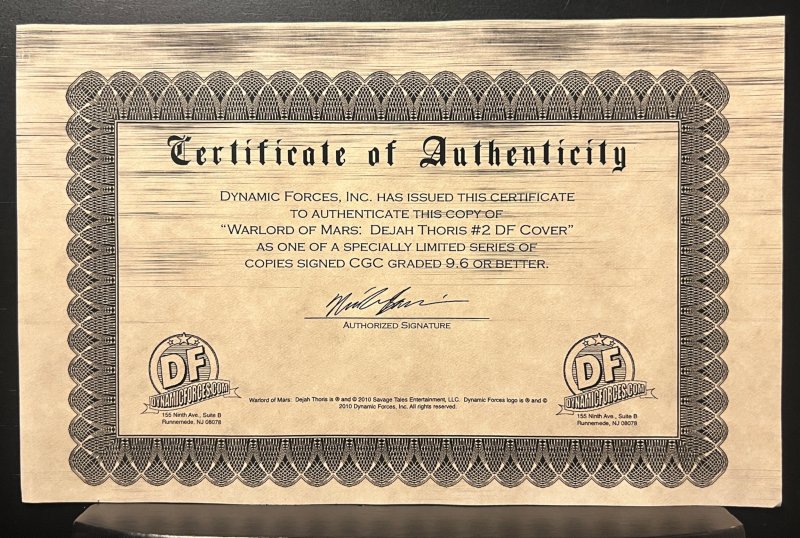 Certificate of Authenticity
DYNAMIC FORCES, INC. HAS ISSUED THIS CERTIFICATE
TO AUTHENTICATE THIS COPY OF
“WARLORD OF MARS: DEJAH THORIS #2 DF COVER”
AS ONE OF A SPECIALLY LIMITED SERIES OF
COPIES SIGNED CGC GRADED 9.6 OR BETTER.
AUTHORIZED SIGNATURE
DF
DYNAMICFORCES.COM
155 Ninth Ave., Suite B
Runnemede, NJ 08078
Warlord of Mars: Dejah Thoris is ® and © 2010 Savage Tales Entertainment, LLC. Dynamic Forces logo is ® and ©
2010 Dynamic Forces, Inc. All rights reserved.
DF
DYNAMICFORCES.COM
155 Ninth Ave., Suite B
Runnemede, NJ 08078